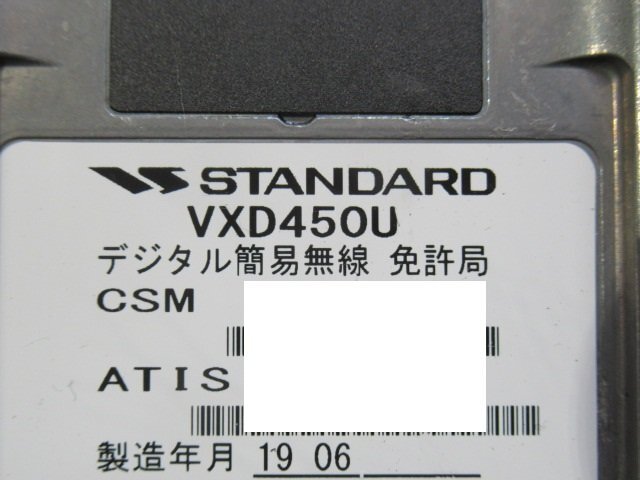 STANDARD
VXD450U
デジタル簡易無線 免許局
CSM
ATIS
製造年月 19 06